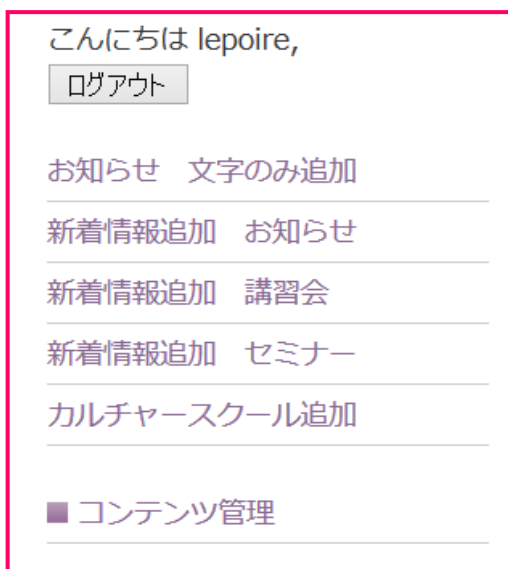 こんにちは lepoire,
ログアウト
お知らせ　文字のみ追加
新着情報追加　お知らせ
新着情報追加　講習会
新着情報追加　セミナー
カルチャースクール追加
コンテンツ管理